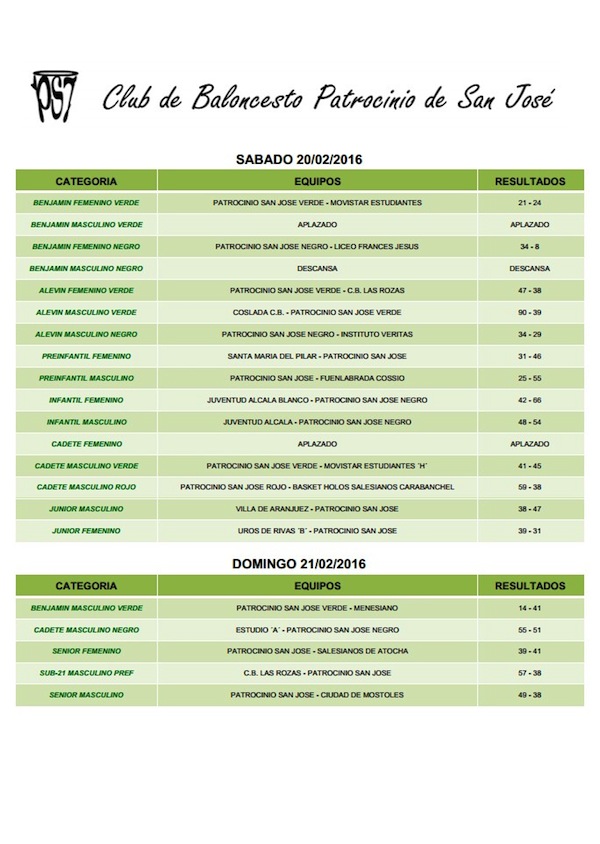 PS7
Club de Baloncesto Patrocinio de San José
SABADO 20/02/2016
CATEGORIA EQUIPOS RESULTADOS
BENJAMIN FEMENINO VERDE PATROCINIO SAN JOSE VERDE - MOVISTAR ESTUDIANTES 21 - 24
BENJAMIN MASCULINO VERDE APLAZADO APLAZADO
BENJAMIN FEMENINO NEGRO PATROCINIO SAN JOSE NEGRO - LICEO FRANCES JESUS 34 - 8
BENJAMIN MASCULINO NEGRO DESCANSA DESCANSA
ALEVIN FEMENINO VERDE PATROCINIO SAN JOSE VERDE - C.B. LAS ROZAS 47 - 38
ALEVIN MASCULINO VERDE COSLADA C.B. - PATROCINIO SAN JOSE VERDE 90 - 39
ALEVIN MASCULINO NEGRO PATROCINIO SAN JOSE NEGRO - INSTITUTO VERITAS 34 - 29
PREINFANTIL FEMENINO SANTA MARIA DEL PILAR - PATROCINIO SAN JOSE 31 - 46
PREINFANTIL MASCULINO PATROCINIO SAN JOSE - FUENLABRADA COSSIO 25 - 55
INFANTIL FEMENINO JUVENTUD ALCALA BLANCO - PATROCINIO SAN JOSE NEGRO 42 - 66
INFANTIL MASCULINO JUVENTUD ALCALA - PATROCINIO SAN JOSE NEGRO 48 - 54
CADETE FEMENINO APLAZADO APLAZADO
CADETE MASCULINO VERDE PATROCINIO SAN JOSE VERDE - MOVISTAR ESTUDIANTES ´H´ 41 - 45
CADETE MASCULINO ROJO PATROCINIO SAN JOSE ROJO - BASKET HOLOS SALESIANOS CARABANCHEL 59 - 38
JUNIOR MASCULINO VILLA DE ARANJUEZ - PATROCINIO SAN JOSE 38 - 47
JUNIOR FEMENINO UROS DE RIVAS ´B´ - PATROCINIO SAN JOSE 39 - 31
DOMINGO 21/02/2016
CATEGORIA EQUIPOS RESULTADOS
BENJAMIN MASCULINO VERDE PATROCINIO SAN JOSE VERDE - MENESIANO 14 - 41
CADETE MASCULINO NEGRO ESTUDIO ´A´ - PATROCINIO SAN JOSE NEGRO 55 - 51
SENIOR FEMENINO PATROCINIO SAN JOSE - SALESIANOS DE ATOCHA 39 - 41
SUB-21 MASCULINO PREF C.B. LAS ROZAS - PATROCINIO SAN JOSE 57 - 38
SENIOR MASCULINO PATROCINIO SAN JOSE - CIUDAD DE MOSTOLES 49 - 38